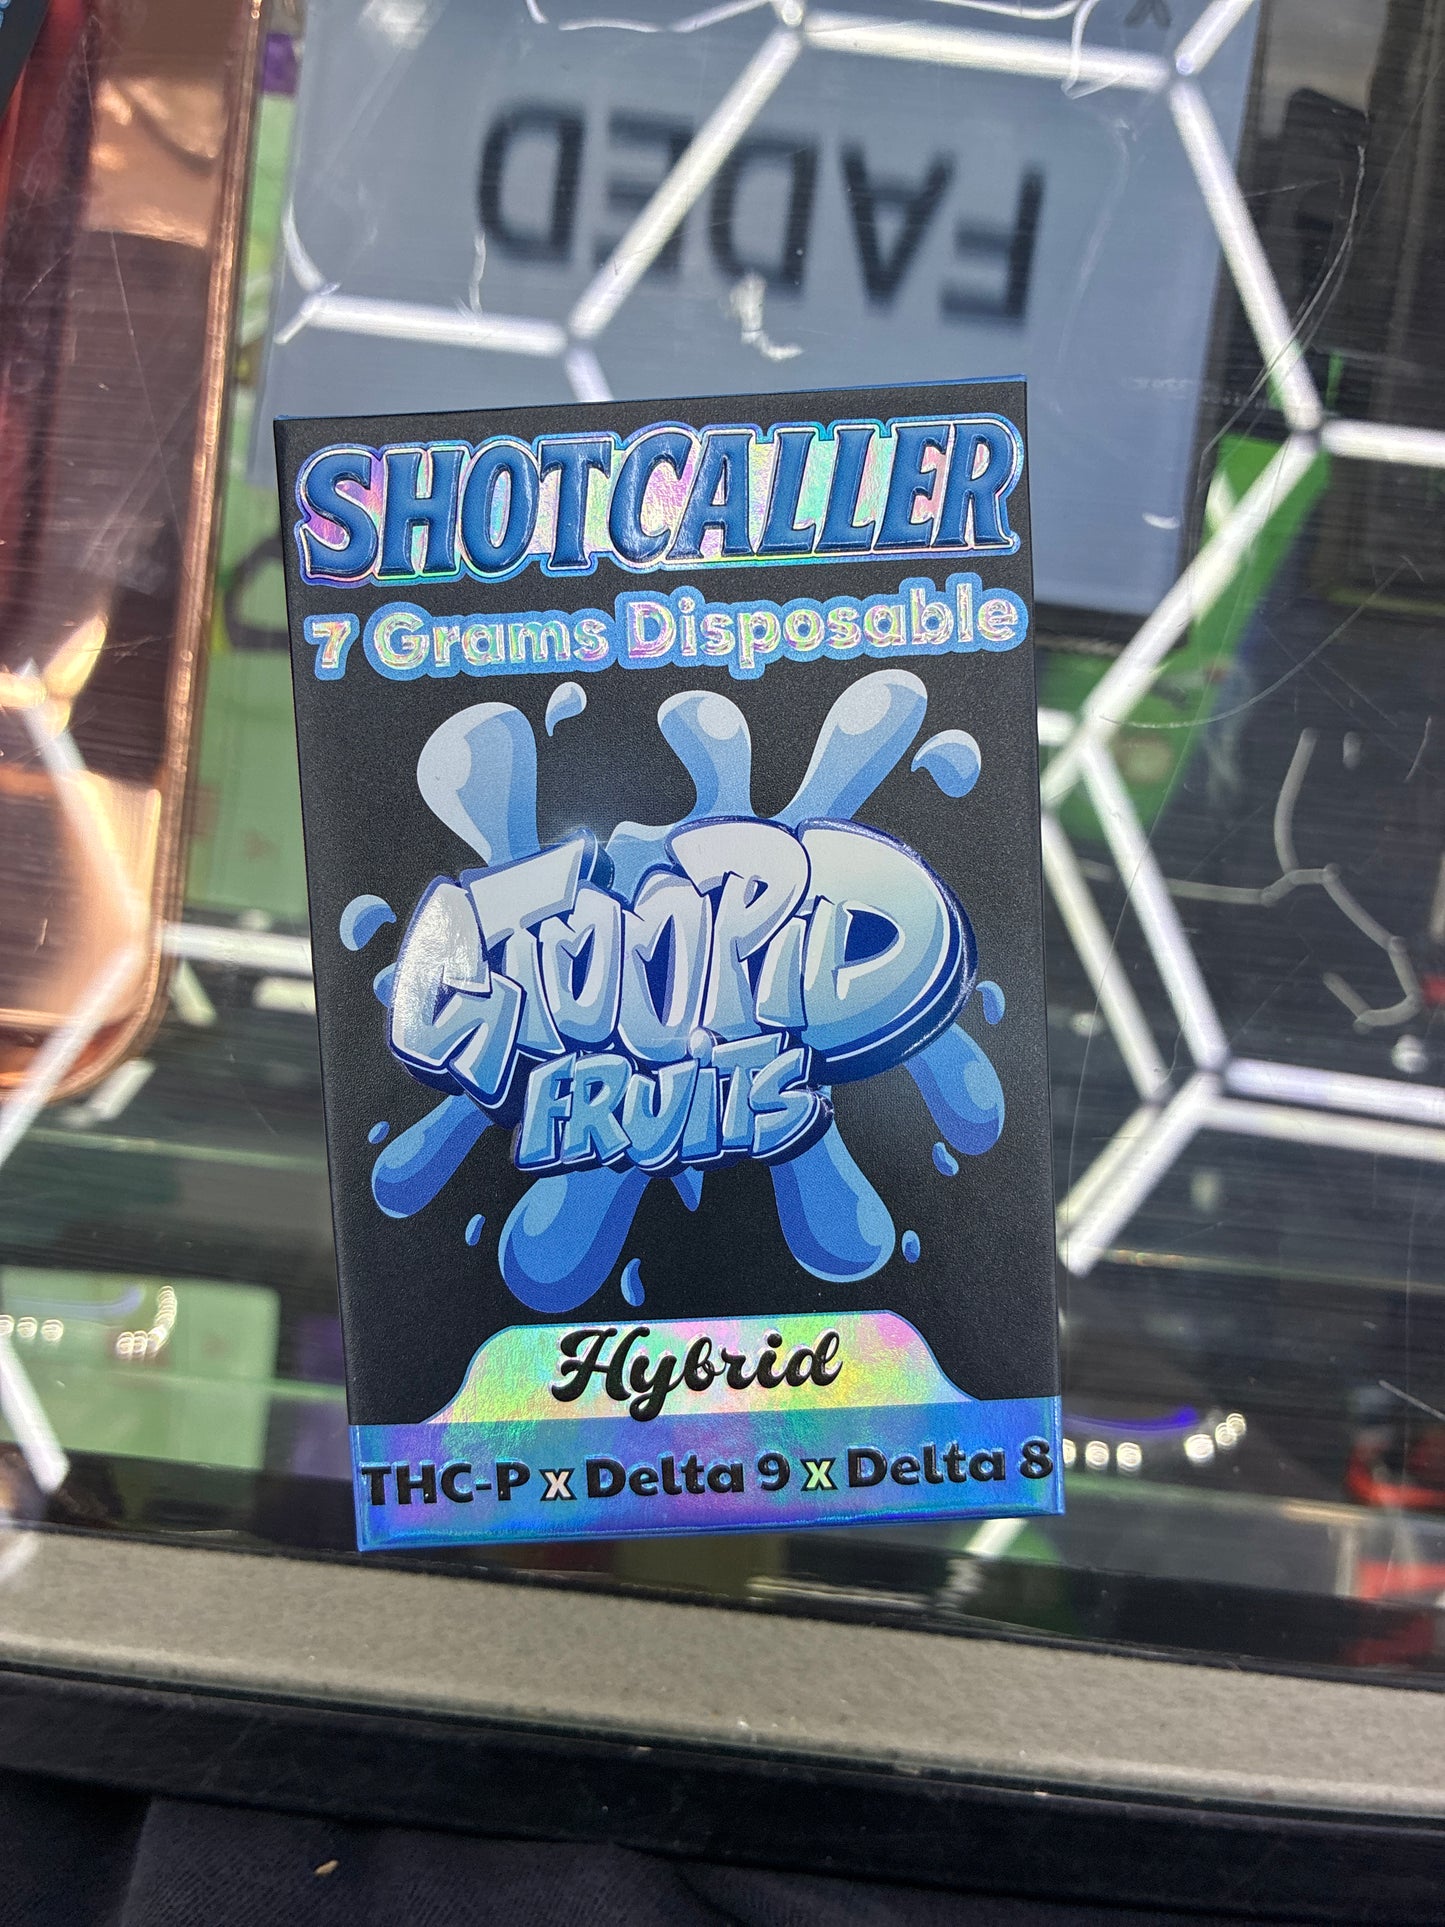 FADED
SHOTCALLER
7 Grams Disposable
STOOPiD
FRUiTS
Hybrid
THC-P x Delta 9 x Delta 8